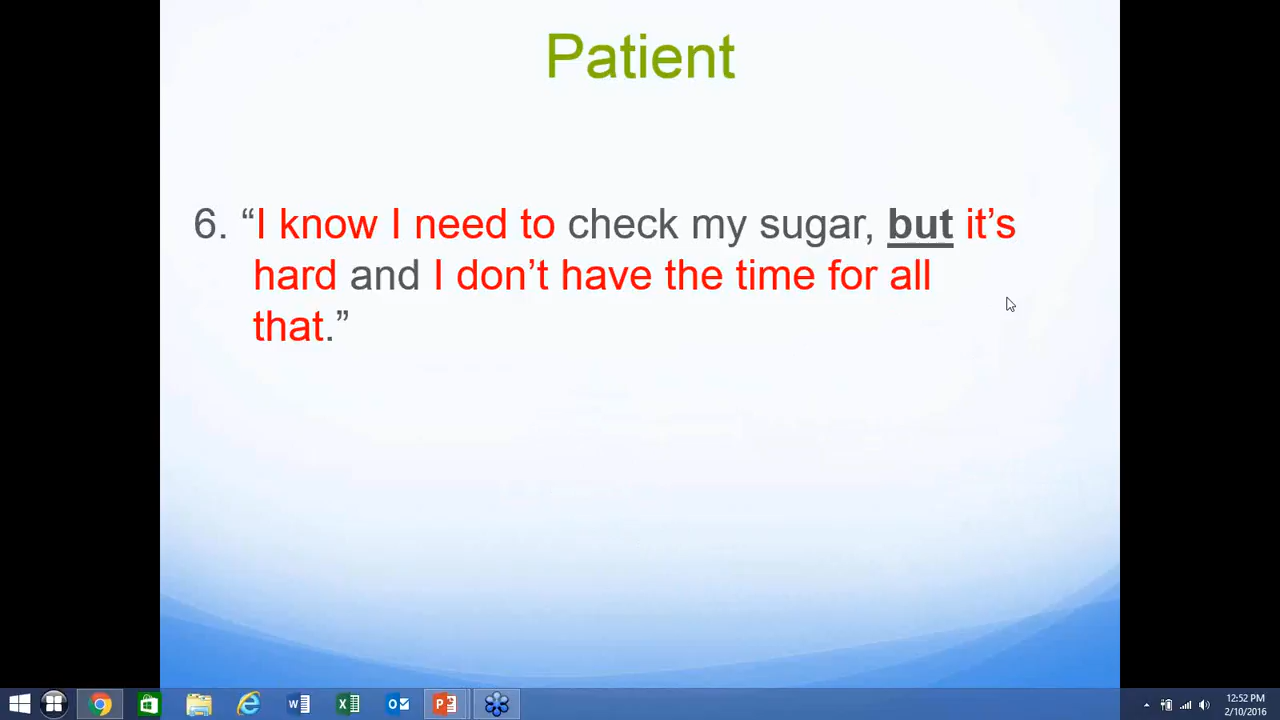 Patient
6. “I know I need to check my sugar, but it’s
hard and I don’t have the time for all
that.”
12:52 PM
2/10/2016